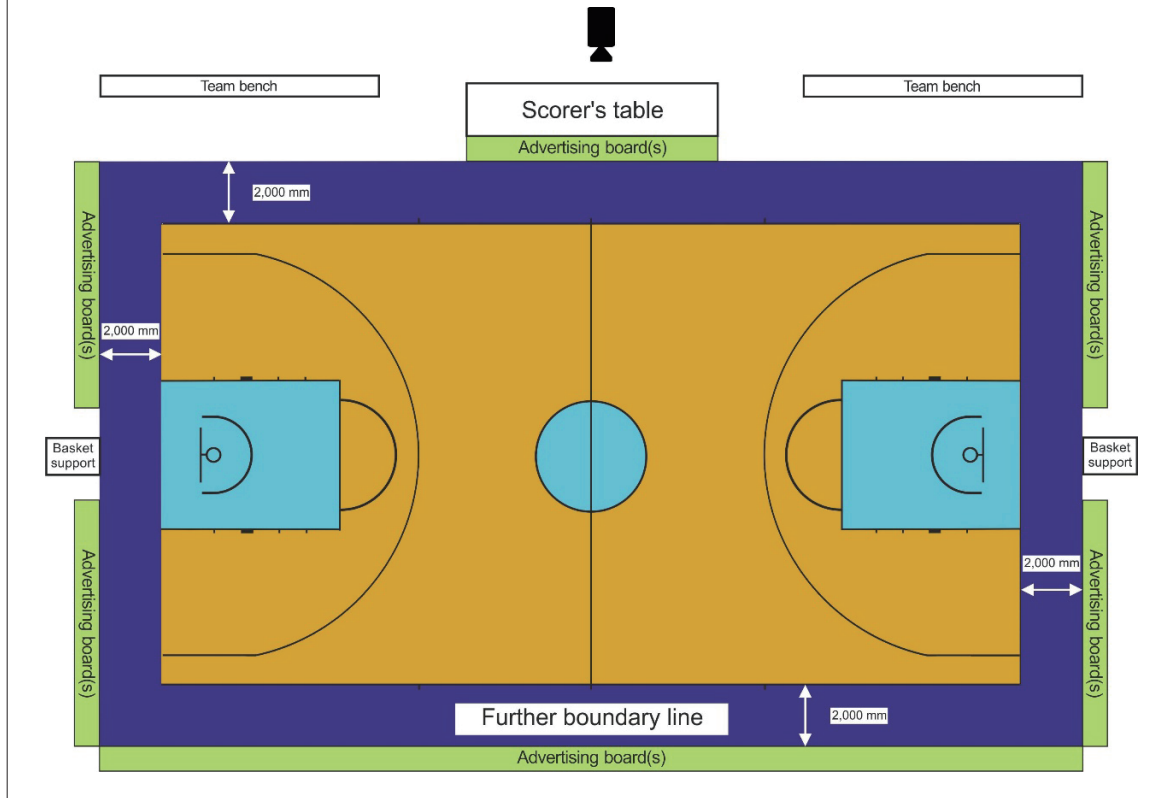 Team bench
Team bench
Scorer's table
Advertising board(s)
2,000 mm
Advertising board(s)
Advertising board(s)
2,000 mm
Basket
support
Basket
support
Advertising board(s)
Advertising board(s)
2,000 mm
Further boundary line
2,000 mm
Advertising board(s)